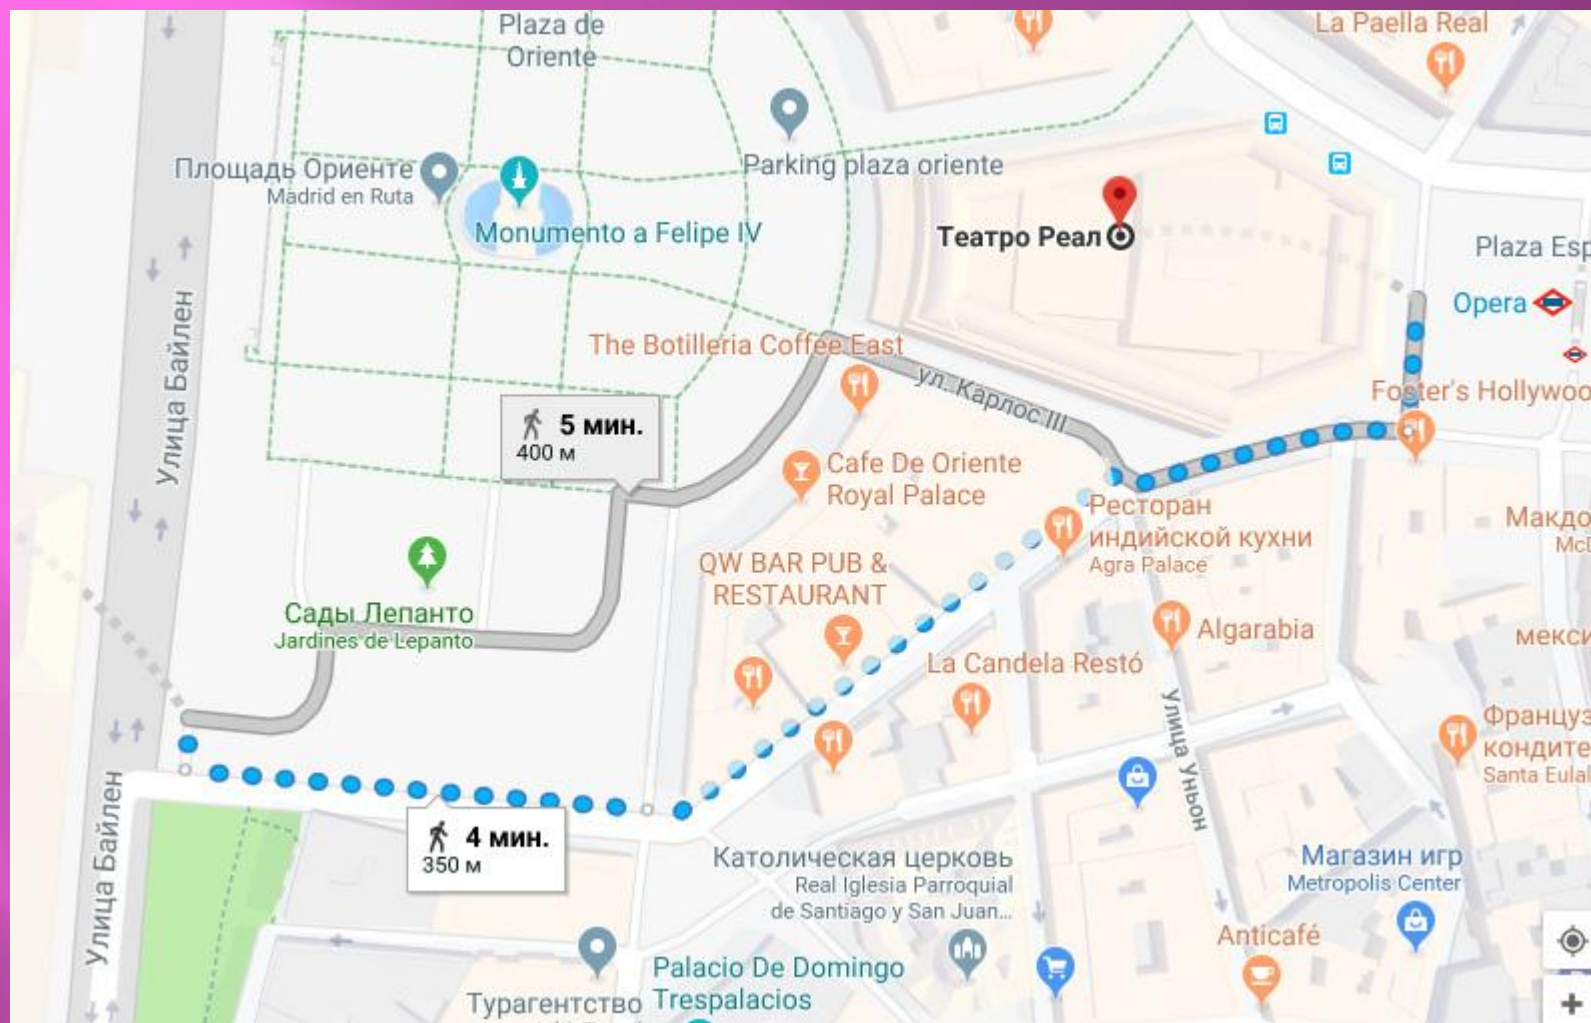 Plaza de
Oriente
La Paella Real
Площадь Ориенте
Madrid en Ruta
Parking plaza oriente
Monumento a Felipe IV
Театро Реал
Plaza Esp
Opera
Улица Байлен
The Botilleria Coffee East
ул. Карлос III
Foster's Hollywoo
5 мин.
400 м
Cafe De Oriente
Royal Palace
Ресторан
индийской кухни
Agra Palace
Макдо
McD
QW BAR PUB &
RESTAURANT
Сады Лепанто
Jardines de Lepanto
Algarabia
мекси
La Candela Restó
Улица Уньон
Француз
кондите
Santa Eulal
Улица Байлен
4 мин.
350 м
Католическая церковь
Real Iglesia Parroquial
de Santiago y San Juan...
Магазин игр
Metropolis Center
Anticafé
Palacio De Domingo
Trespalacios
Турагентство